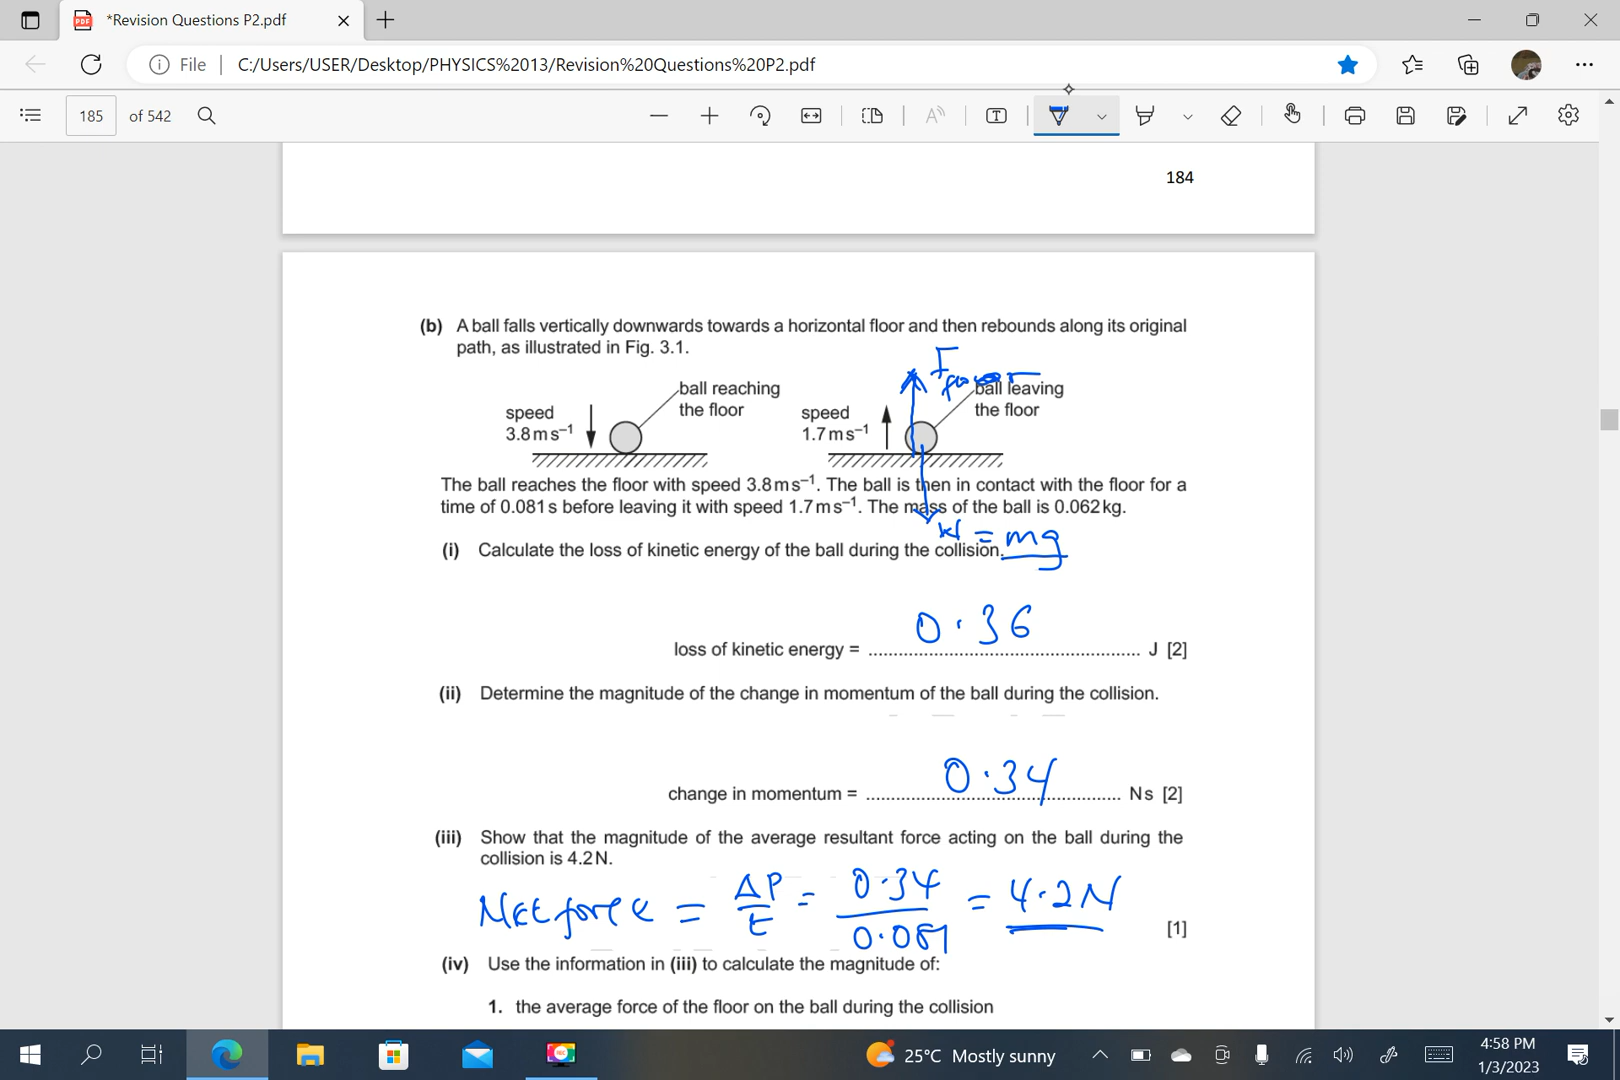 *Revision Questions P2.pdf
File
C:/Users/USER/Desktop/PHYSICS%2013/Revision%20Questions%20P2.pdf
185 of 542
184
(b) A ball falls vertically downwards towards a horizontal floor and then rebounds along its original
path, as illustrated in Fig. 3.1.
F floor
speed
3.8 m s⁻¹
ball reaching
the floor
speed
1.7 m s⁻¹
ball leaving
the floor
The ball reaches the floor with speed 3.8 m s⁻¹. The ball is then in contact with the floor for a
time of 0.081 s before leaving it with speed 1.7 m s⁻¹. The mass of the ball is 0.062 kg.
W = mg
(i) Calculate the loss of kinetic energy of the ball during the collision.
0.36
loss of kinetic energy = ...................................................... J [2]
(ii) Determine the magnitude of the change in momentum of the ball during the collision.
0.34
change in momentum = ................................................... N s [2]
(iii) Show that the magnitude of the average resultant force acting on the ball during the
collision is 4.2 N.
Net force = ΔP/t = 0.34/0.081 = 4.2 N
[1]
(iv) Use the information in (iii) to calculate the magnitude of:
1. the average force of the floor on the ball during the collision
25°C Mostly sunny
4:58 PM
1/3/2023